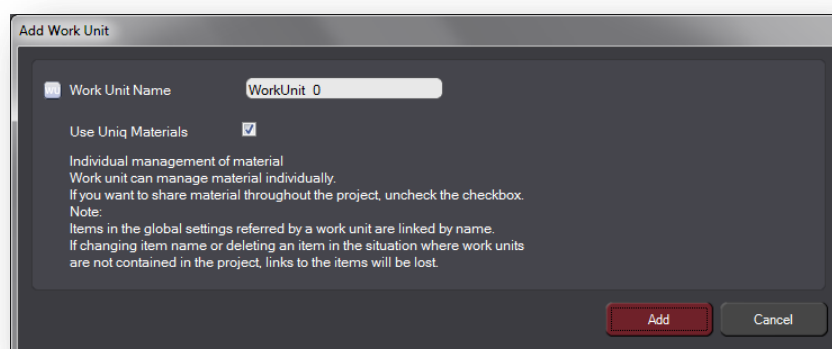 Add Work Unit
WU Work Unit Name WorkUnit_0
Use Uniq Materials
Individual management of material
Work unit can manage material individually.
If you want to share material throughout the project, uncheck the checkbox.
Note:
Items in the global settings referred by a work unit are linked by name.
If changing item name or deleting an item in the situation where work units
are not contained in the project, links to the items will be lost.
Add Cancel